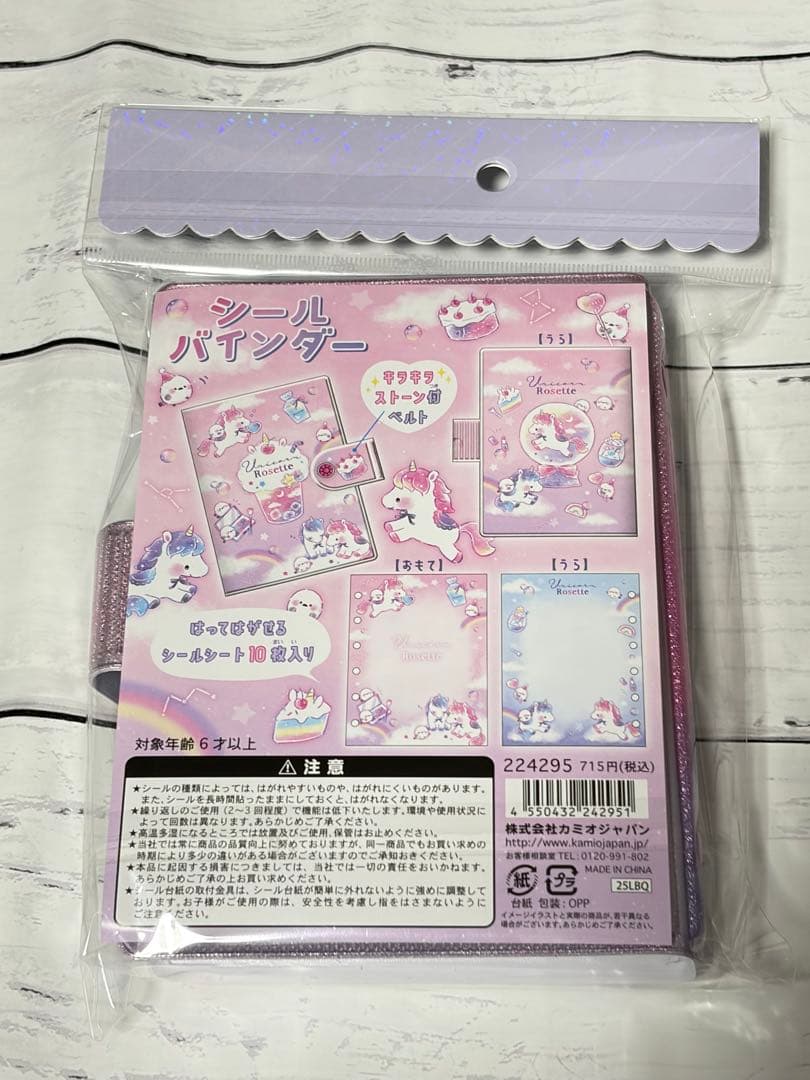 シール
バインダー
キラキラ
ストーン付
ベルト
【うら】
Unicorn
Rosette
Unicorn
Rosette
【おもて】
【うら】
Unicorn
Rosette
Unicorn
Rosette
はってはがせる
シールシート10枚入り
まい い
対象年齢6才以上
⚠ 注意
★シールの種類によっては、はがれやすいものや、はがれにくいものがあります。
また、シールを長時間貼ったままにしておくと、はがれなくなります。
★繰り返しのご使用(2〜3回程度)で機能は低下いたします。環境や使用状況に
よって回数は異なります。あらかじめご了承ください。
★高温多湿になるところでは放置及びご使用、保管はお止めください。
★当社では常に商品の品質向上に努めておりますが、同一商品でもお買い求めの
時期により多少の違いがある場合がございますのでご承知おきください。
★本品に起因する損害につきましては、当社では一切の責任をおいかねます。
あらかじめご了承の上お買い求めください。
★シール台紙の取付金具は、シール台紙が簡単に外れないように強めに調整して
おります。お子様がご使用の際は、安全性を考慮し指をはさまないように
ご注意ください。
224295 715円(税込)
4 550432 242951
株式会社カミオジャパン
http://www.kamiojapan.jp/
お客様相談室 TEL:0120-991-802
MADE IN CHINA
紙 プラ 25LBQ
台紙 包装:OPP
イメージイラストと実際の商品が、若干異なる
場合がございます。あらかじめご了承ください。